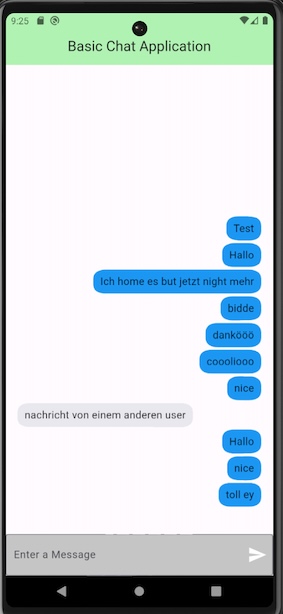 9:25
Basic Chat Application
Test
Hallo
Ich home es but jetzt night mehr
bidde
dankööö
coooliooo
nice
nachricht von einem anderen user
Hallo
nice
toll ey
Enter a Message